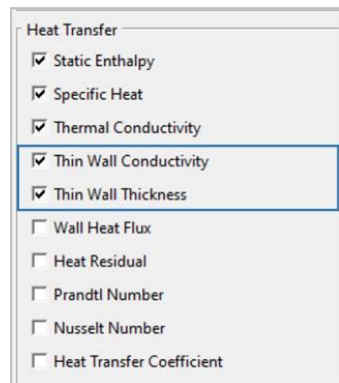 Heat Transfer
Static Enthalpy
Specific Heat
Thermal Conductivity
Thin Wall Conductivity
Thin Wall Thickness
Wall Heat Flux
Heat Residual
Prandtl Number
Nusselt Number
Heat Transfer Coefficient